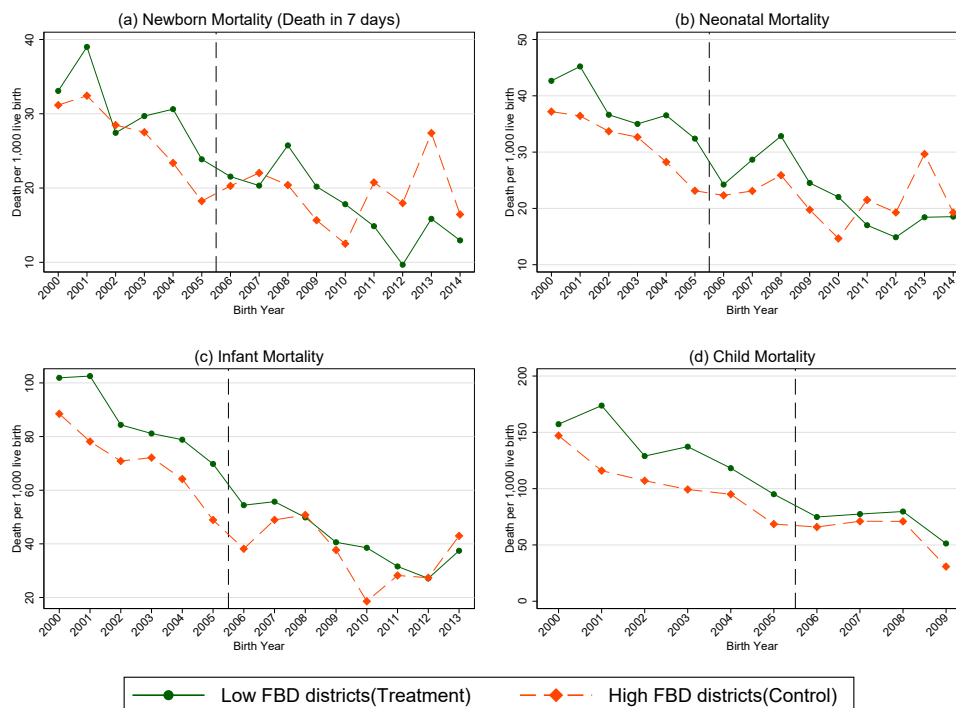 (a) Newborn Mortality (Death in 7 days)
Death per 1,000 live birth
40
30
20
10
2000 2001 2002 2003 2004 2005 2006 2007 2008 2009 2010 2011 2012 2013 2014
Birth Year
(b) Neonatal Mortality
Death per 1,000 live birth
50
40
30
20
10
2000 2001 2002 2003 2004 2005 2006 2007 2008 2009 2010 2011 2012 2013 2014
Birth Year
(c) Infant Mortality
Death per 1,000 live birth
100
80
60
40
20
2000 2001 2002 2003 2004 2005 2006 2007 2008 2009 2010 2011 2012 2013
Birth Year
(d) Child Mortality
Death per 1,000 live birth
200
150
100
50
0
2000 2001 2002 2003 2004 2005 2006 2007 2008 2009
Birth Year
Low FBD districts(Treatment) High FBD districts(Control)